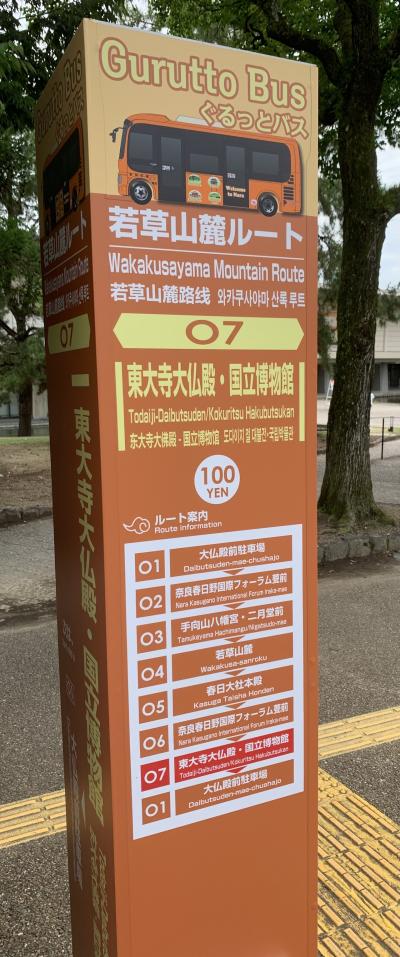 Gurutto Bus
ぐるっとバス
Welcome to Nara
若草山麓ルート
Wakakusayama Mountain Route
若草山麓路线 와카쿠사야마 산록 루트
07
東大寺大仏殿・国立博物館
Todaiji-Daibutsuden/Kokuritsu Hakubutsukan
东大寺大佛殿・国立博物馆 도다이지 절 대불전・국립박물관
100
YEN
ルート案内
Route information
01 大仏殿前駐車場
Daibutsuden-mae-chushajo
02 奈良春日野国際フォーラム甍前
Nara Kasugano International Forum Iraka-mae
03 手向山八幡宮・二月堂前
Tamukeyama Hachimangu/Nigatsudo-mae
04 若草山麓
Wakakusa-sanroku
05 春日大社本殿
Kasuga Taisha Honden
06 奈良春日野国際フォーラム甍前
Nara Kasugano International Forum Iraka-mae
07 東大寺大仏殿・国立博物館
Todaiji-Daibutsuden/Kokuritsu Hakubutsukan
01 大仏殿前駐車場
Daibutsuden-mae-chushajo
若草山麓ルート
Wakakusayama Mountain Route
07
東大寺大仏殿・国立博物館